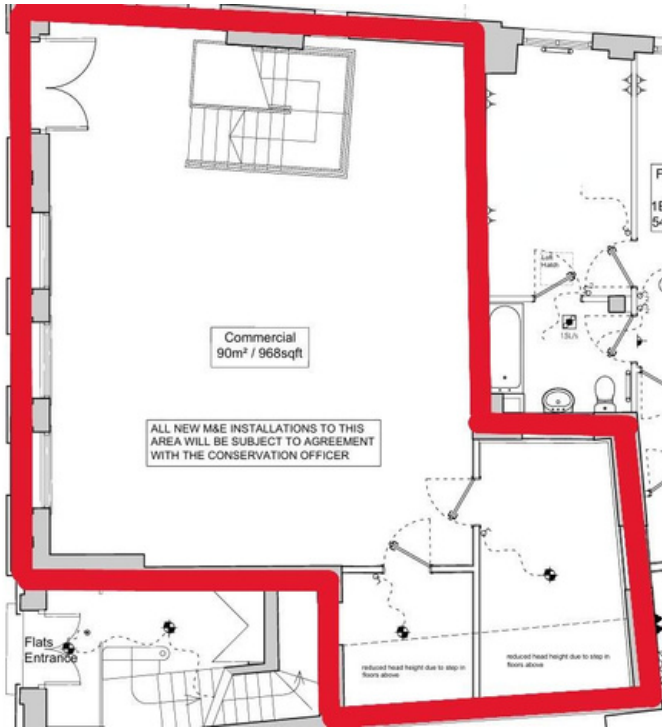 Loft
Hatch
15L/s
Commercial
90m² / 968sqft
ALL NEW M&E INSTALLATIONS TO THIS
AREA WILL BE SUBJECT TO AGREEMENT
WITH THE CONSERVATION OFFICER
Flats
Entrance
reduced head height due to step in
floors above
reduced head height due to step in
floors above